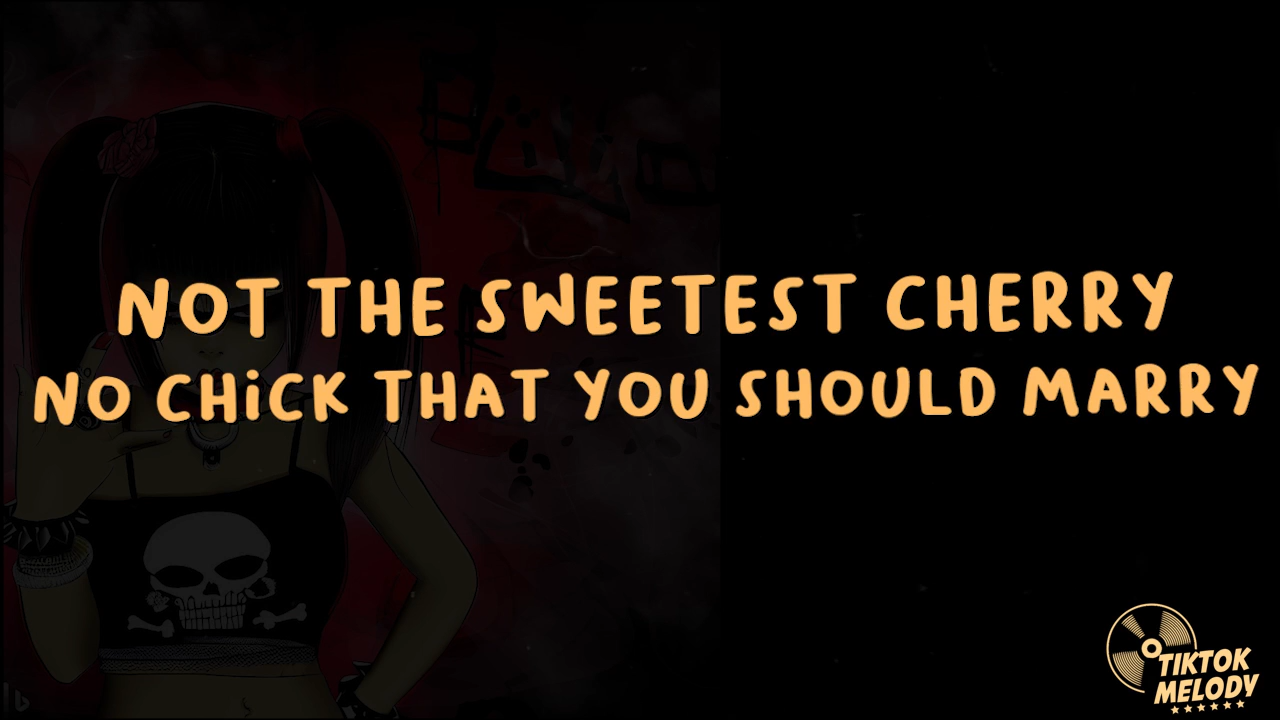 NOT THE SWEETEST CHERRY
NO CHiCK THAT YOU SHOULD MARRY
TIKTOK
MELODY